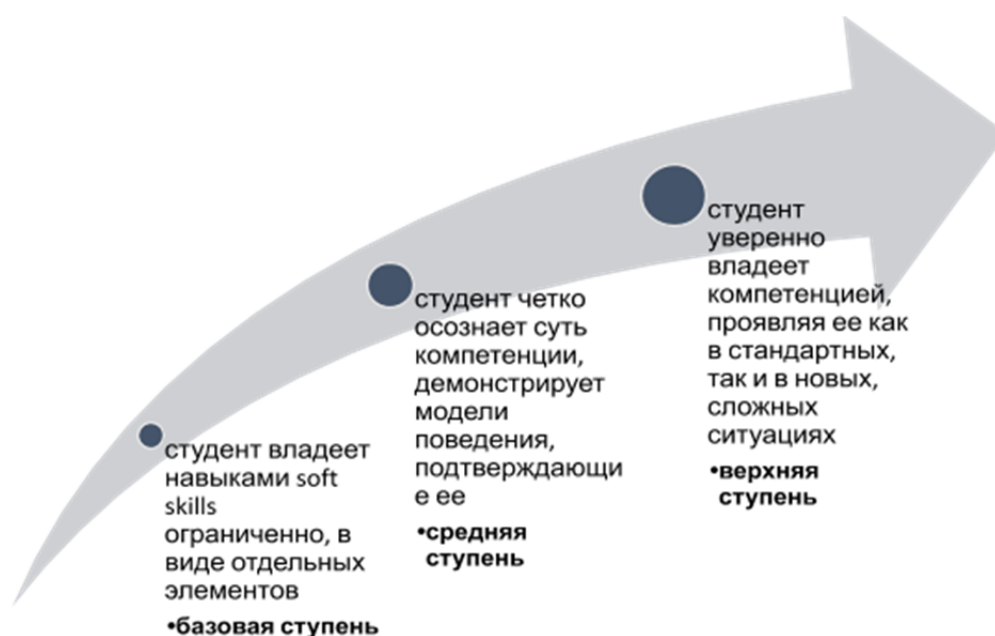 студент владеет
навыками soft
skills
ограниченно, в
виде отдельных
элементов
•базовая ступень
студент четко
осознает суть
компетенции,
демонстрирует
модели
поведения,
подтверждающи
е ее
•средняя
ступень
студент
уверенно
владеет
компетенцией,
проявляя ее как
в стандартных,
так и в новых,
сложных
ситуациях
•верхняя
ступень